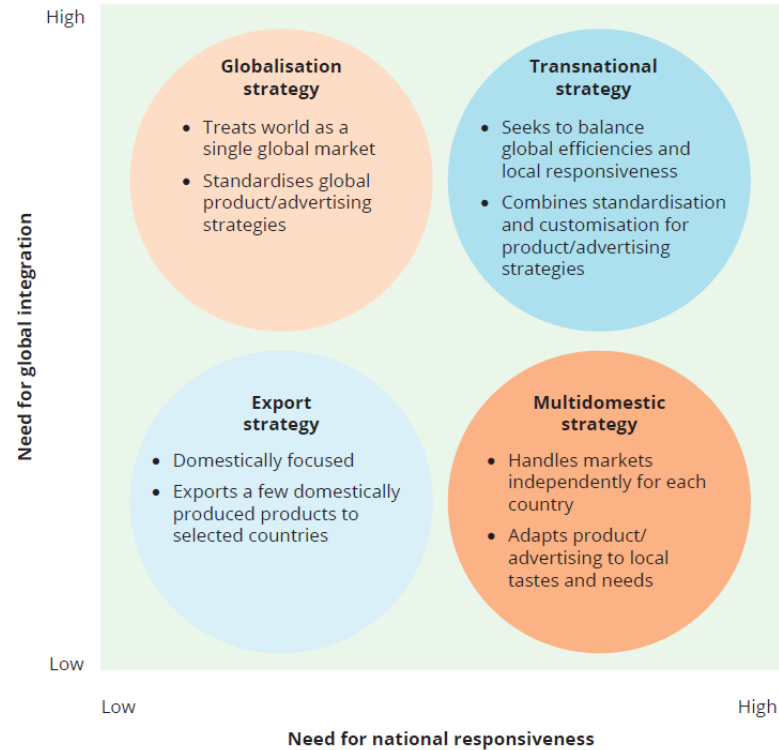 High
Globalisation
strategy
• Treats world as a
single global market
• Standardises global
product/advertising
strategies
Transnational
strategy
• Seeks to balance
global efficiencies and
local responsiveness
• Combines standardisation
and customisation for
product/advertising
strategies
Need for global integration
Export
strategy
• Domestically focused
• Exports a few domestically
produced products to
selected countries
Multidomestic
strategy
• Handles markets
independently for each
country
• Adapts product/
advertising to local
tastes and needs
Low
Low
High
Need for national responsiveness